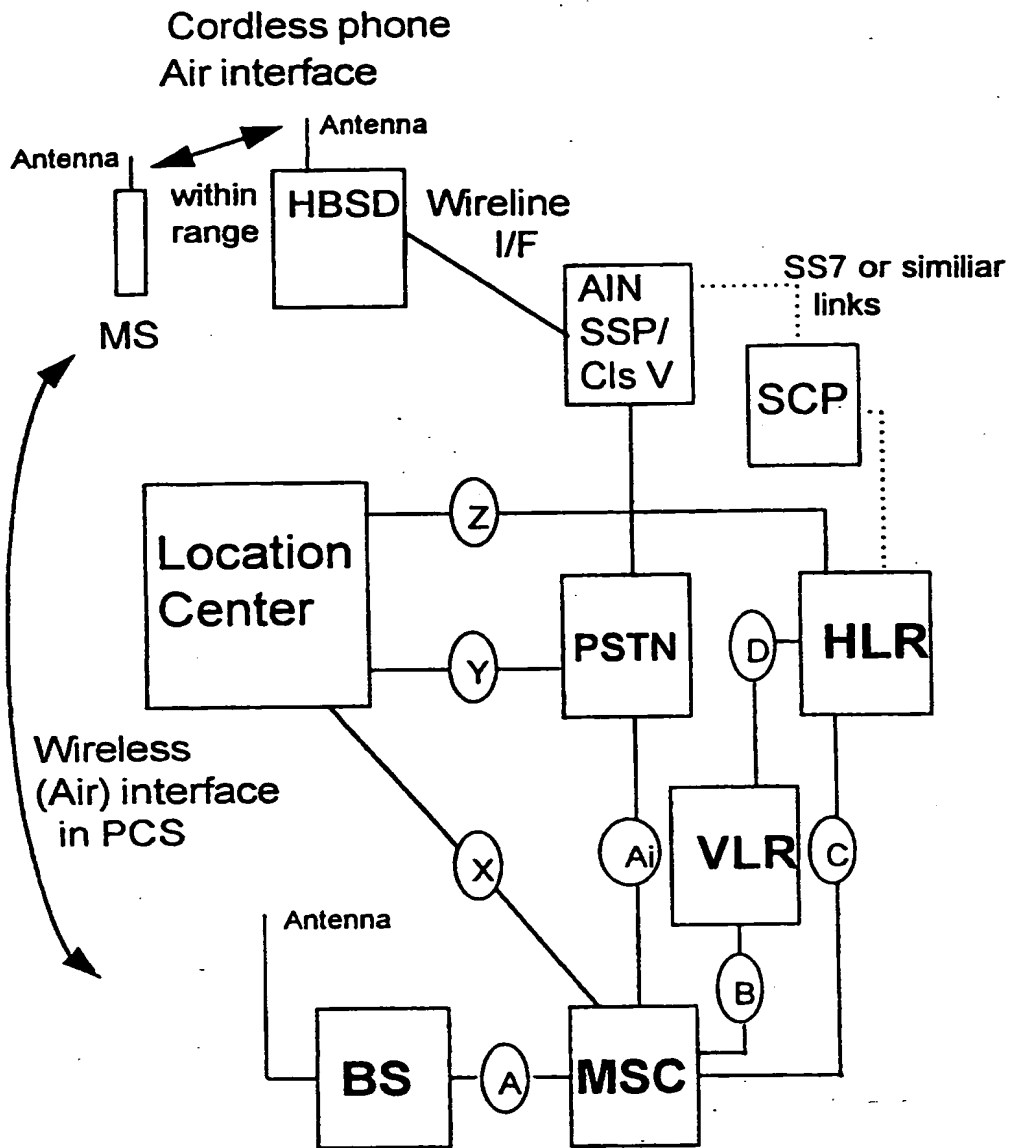 Cordless phone
Air interface
Antenna
Antenna
within
range
HBSD
Wireline
I/F
MS
AIN
SSP/
Cls V
SS7 or similiar
links
SCP
Location
Center
Z
Y
PSTN
D
HLR
Wireless
(Air) interface
in PCS
X
Ai
VLR
C
Antenna
B
BS
A
MSC